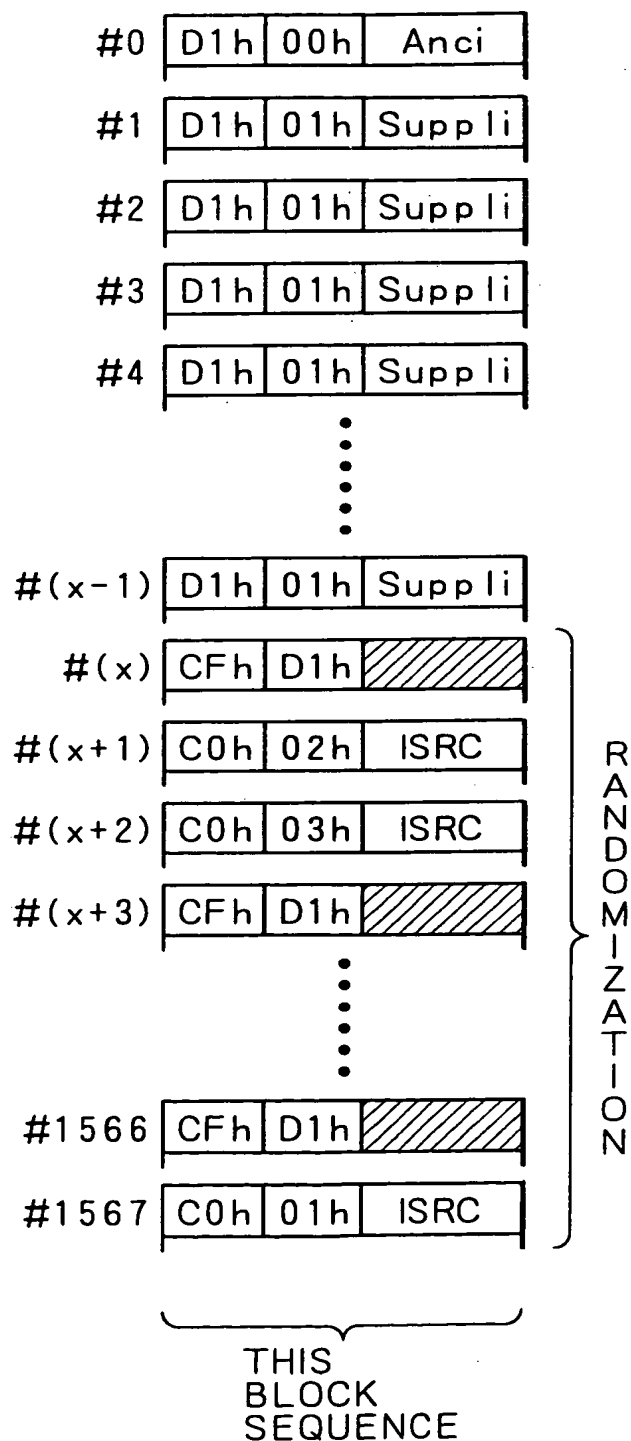 #0 D1h 00h Anci
#1 D1h 01h Suppli
#2 D1h 01h Suppli
#3 D1h 01h Suppli
#4 D1h 01h Suppli
#(x-1) D1h 01h Suppli
#(x) CFh D1h
#(x+1) C0h 02h ISRC
#(x+2) C0h 03h ISRC
#(x+3) CFh D1h
#1566 CFh D1h
#1567 C0h 01h ISRC
RANDOMIZATION
THIS
BLOCK
SEQUENCE